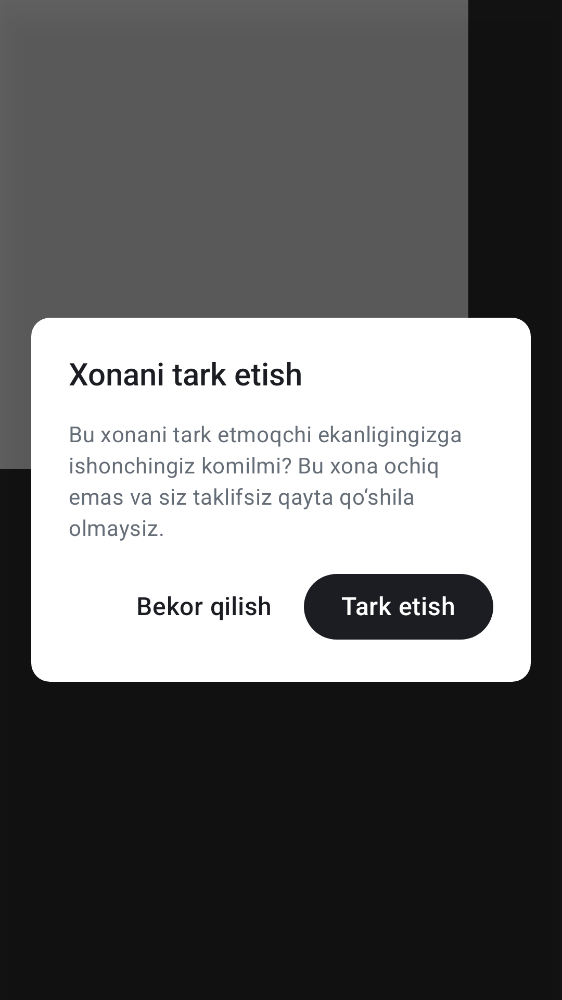 Xonani tark etish
Bu xonani tark etmoqchi ekanligingizga
ishonchingiz komilmi? Bu xona ochiq
emas va siz taklifsiz qayta qo‘shila
olmaysiz.
Bekor qilish
Tark etish